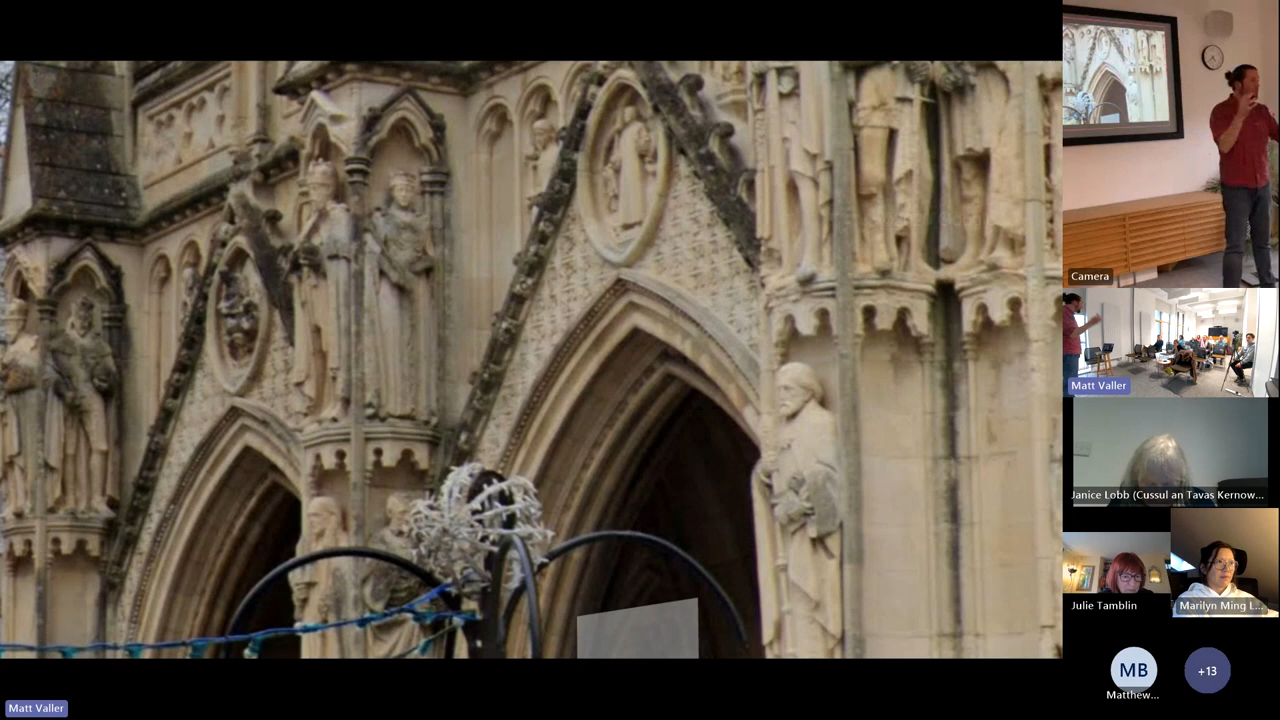 Camera
Matt Valler
Janice Lobb (Cussul an Tavas Kernow...
Julie Tamblin
Marilyn Ming L...
MB
+13
Matthew...
Matt Valler